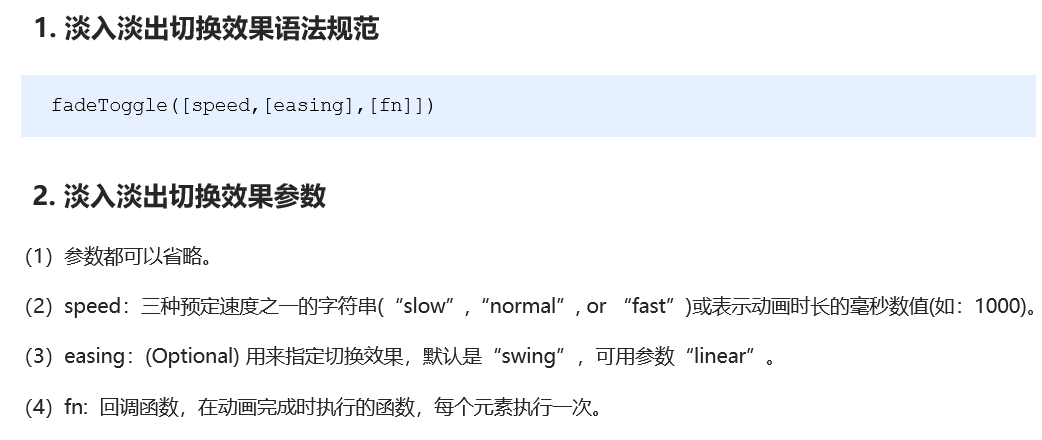 1. 淡入淡出切换效果语法规范
fadeToggle([speed,[easing],[fn]])
2. 淡入淡出切换效果参数
（1）参数都可以省略。
（2）speed：三种预定速度之一的字符串(“slow”,“normal”, or “fast”)或表示动画时长的毫秒数值(如：1000)。
（3）easing：(Optional) 用来指定切换效果，默认是“swing”，可用参数“linear”。
（4）fn: 回调函数，在动画完成时执行的函数，每个元素执行一次。